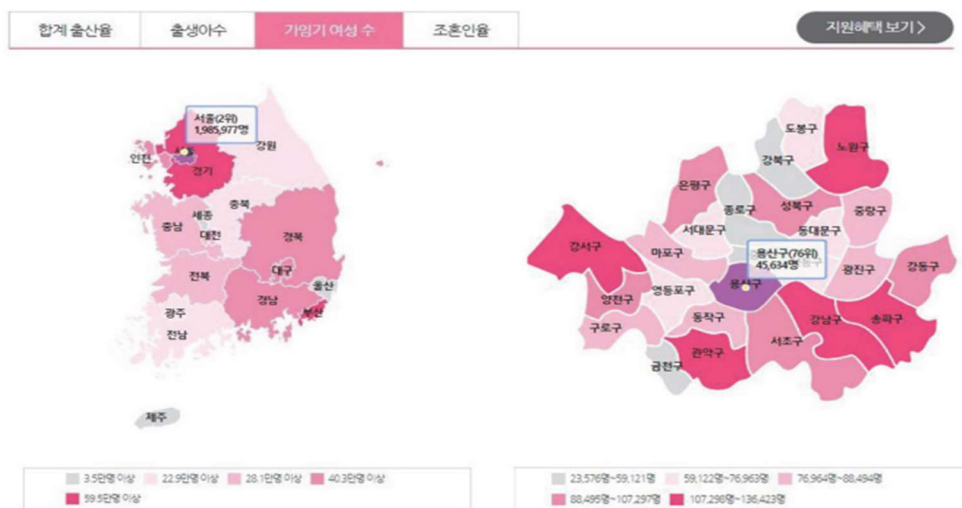 합계 출산율
출생아수
가임기 여성 수
조혼인율
지원혜택 보기 >
서울(2위)
1,985,977명
강원
인천
경기
충북
세종
충남
대전
경북
전북
대구
울산
경남
광주
부산
전남
제주
도봉구
노원구
강북구
은평구
종로구
성북구
중랑구
서대문구
동대문구
강서구
마포구
용산구(76위)
45,634명
광진구
강동구
용산구
양천구
영등포구
구로구
동작구
강남구
송파구
서초구
관악구
금천구
3.5만명 이상 22.9만명 이상 28.1만명 이상 40.3만명 이상
59.5만명 이상
23,576명~59,121명 59,122명~76,963명 76,964명~88,494명
88,495명~107,297명 107,298명~136,423명